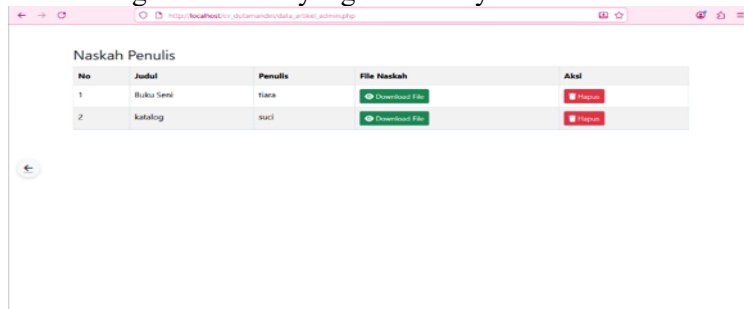 http://localhost/cv_dutamandiri/data_artikel_admin.php
Naskah Penulis
No Judul Penulis File Naskah Aksi
1 Buku Seni tiara Download File Hapus
2 katalog suci Download File Hapus